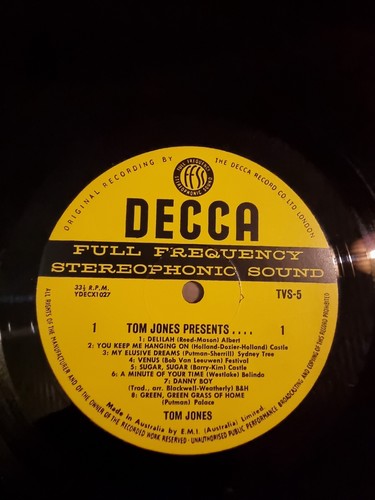 ORIGINAL RECORDING BY THE DECCA RECORD CO. LTD. LONDON
FULL FREQUENCY
ffss
STEREOPHONIC SOUND
DECCA
FULL FREQUENCY
STEREOPHONIC SOUND
33⅓ R.P.M.
YDECX1027
TVS-5
1 TOM JONES PRESENTS.... 1
1: DELILAH (Reed-Mason) Albert
2: YOU KEEP ME HANGING ON (Holland-Dozier-Holland) Castle
3: MY ELUSIVE DREAMS (Putman-Sherrill) Sydney Tree
4: VENUS (Bob Van Leeuwen) Festival
5: SUGAR, SUGAR (Barry-Kim) Castle
6: A MINUTE OF YOUR TIME (Westlake) Belinda
7: DANNY BOY
(Trad., arr. Blackwell-Weatherly) B&H
8: GREEN, GREEN GRASS OF HOME
(Putman) Palace
TOM JONES
Made in Australia by E.M.I. (Australia) Limited.
ALL RIGHTS OF THE MANUFACTURER AND OF THE OWNER OF THE RECORDED WORK RESERVED · UNAUTHORISED PUBLIC PERFORMANCE BROADCASTING AND COPYING OF THIS RECORD PROHIBITED